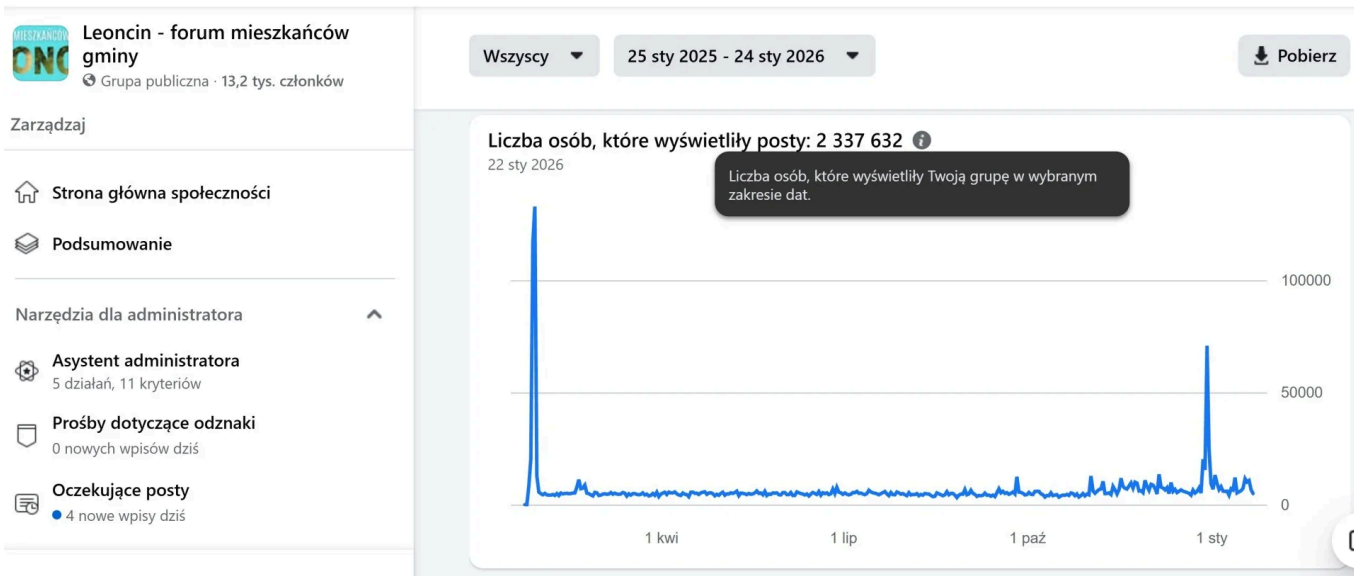 MIESZKAŃCÓW
ONC
Leoncin - forum mieszkańców
gminy
Grupa publiczna · 13,2 tys. członków
Zarządzaj
Strona główna społeczności
Podsumowanie
Narzędzia dla administratora
Asystent administratora
5 działań, 11 kryteriów
Prośby dotyczące odznaki
0 nowych wpisów dziś
Oczekujące posty
4 nowe wpisy dziś
Wszyscy
25 sty 2025 - 24 sty 2026
Pobierz
Liczba osób, które wyświetliły posty: 2 337 632
22 sty 2026
Liczba osób, które wyświetliły Twoją grupę w wybranym
zakresie dat.
100000
50000
0
1 kwi
1 lip
1 paź
1 sty